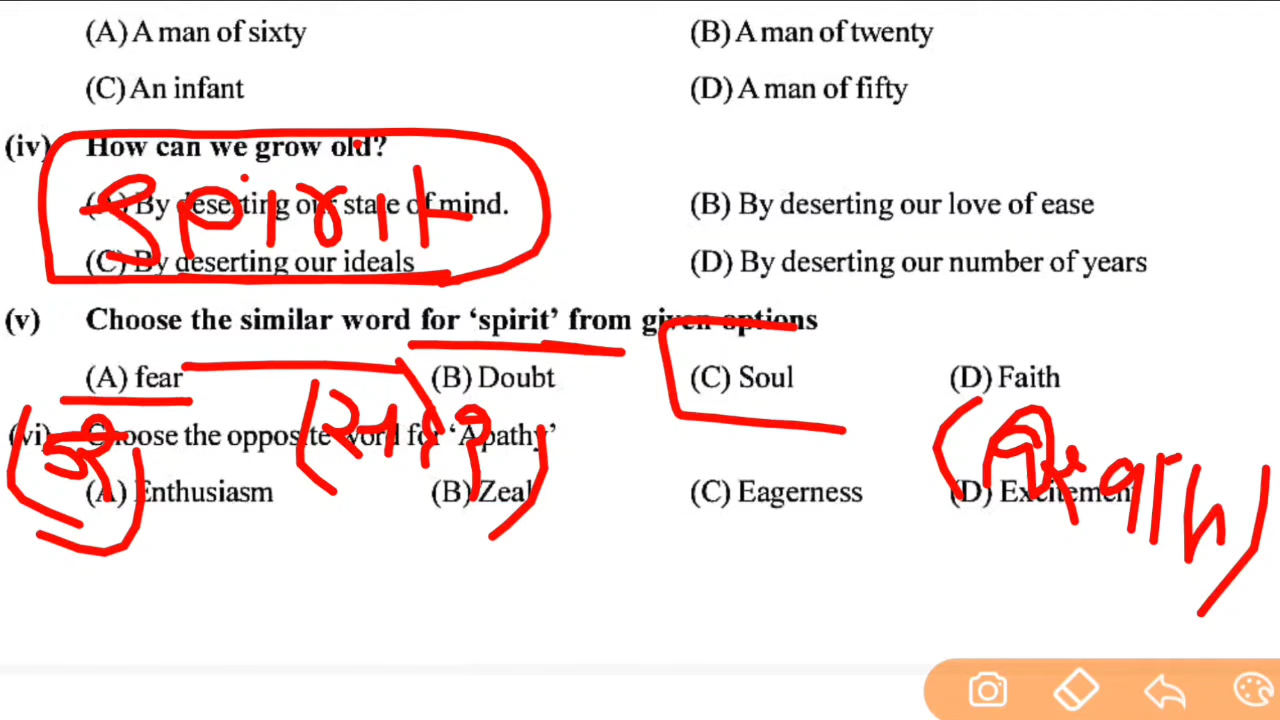 (A) A man of sixty (B) A man of twenty
(C) An infant (D) A man of fifty
(iv) How can we grow old?
(A) By deserting our state of mind. (B) By deserting our love of ease
(C) By deserting our ideals (D) By deserting our number of years
Spirit
(v) Choose the similar word for ‘spirit’ from given options
(A) fear (B) Doubt (C) Soul (D) Faith
(vi) Choose the opposite word for ‘Apathy’
(A) Enthusiasm (B) Zeal (C) Eagerness (D) Excitement